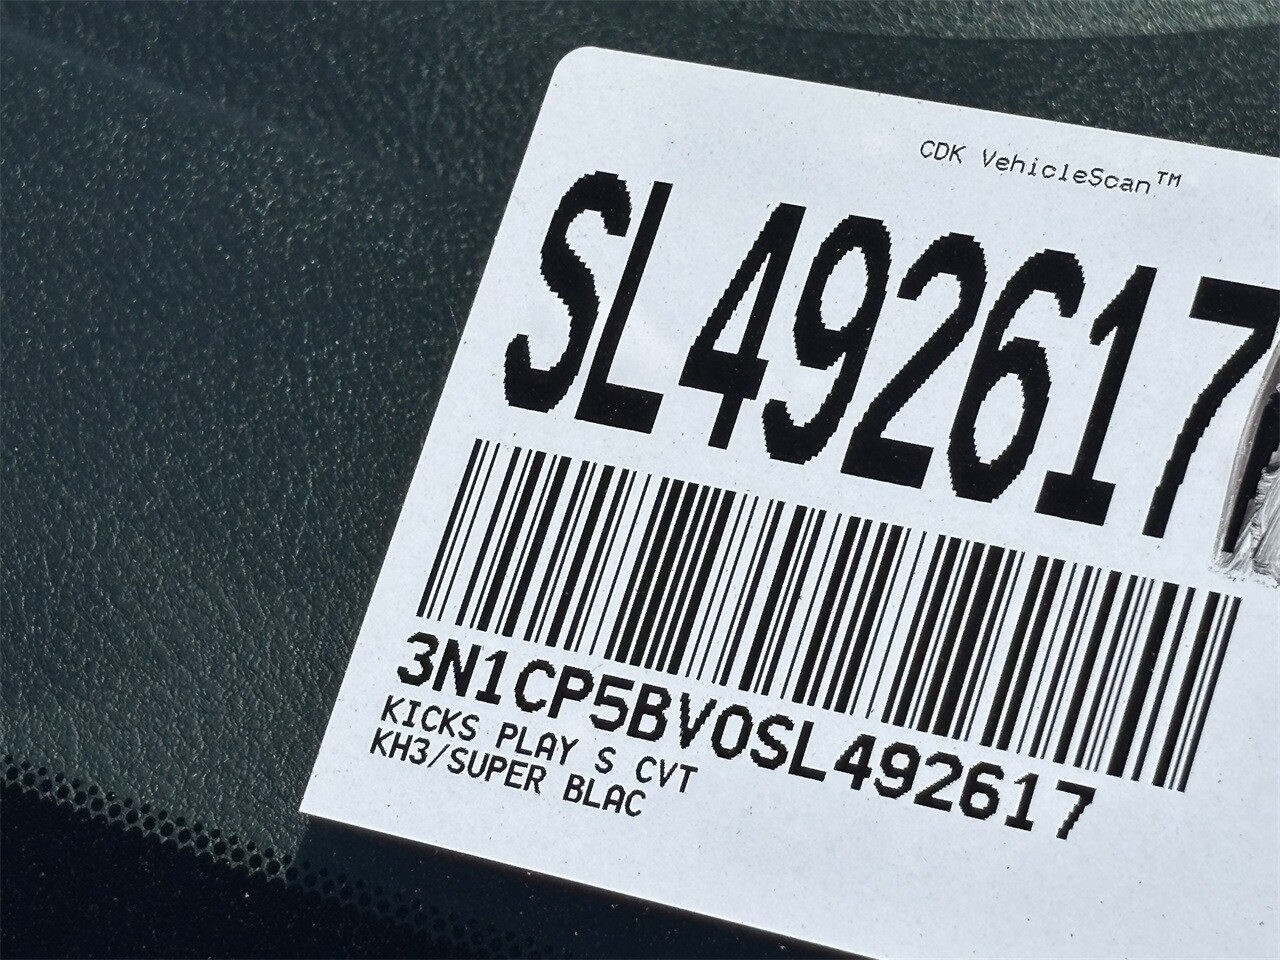 CDK VehicleScan™
SL492617
3N1CP5BV0SL492617
KICKS PLAY S CVT
KH3/SUPER BLAC